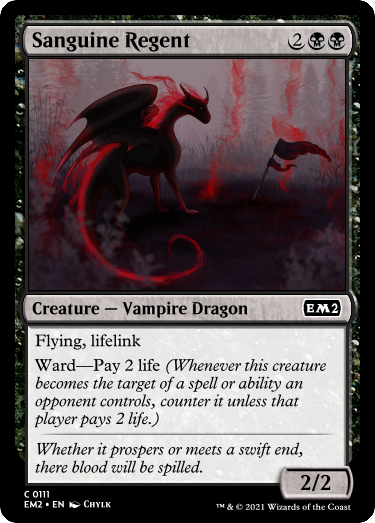 Sanguine Regent 2
Creature — Vampire Dragon EM2
Flying, lifelink
Ward—Pay 2 life (Whenever this creature
becomes the target of a spell or ability an
opponent controls, counter it unless that
player pays 2 life.)
Whether it prospers or meets a swift end,
there blood will be spilled.
2/2
C 0111
EM2 • EN Chylk
™ & © 2021 Wizards of the Coast